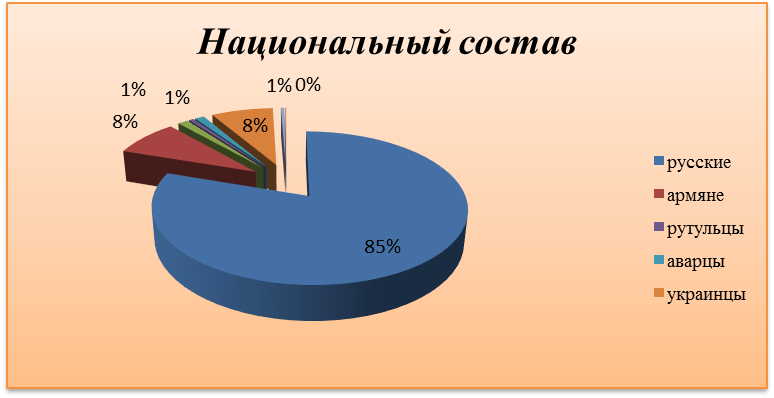 Национальный состав
1%
1%
8%
8%
1%
0%
85%
русские
армяне
рутульцы
аварцы
украинцы